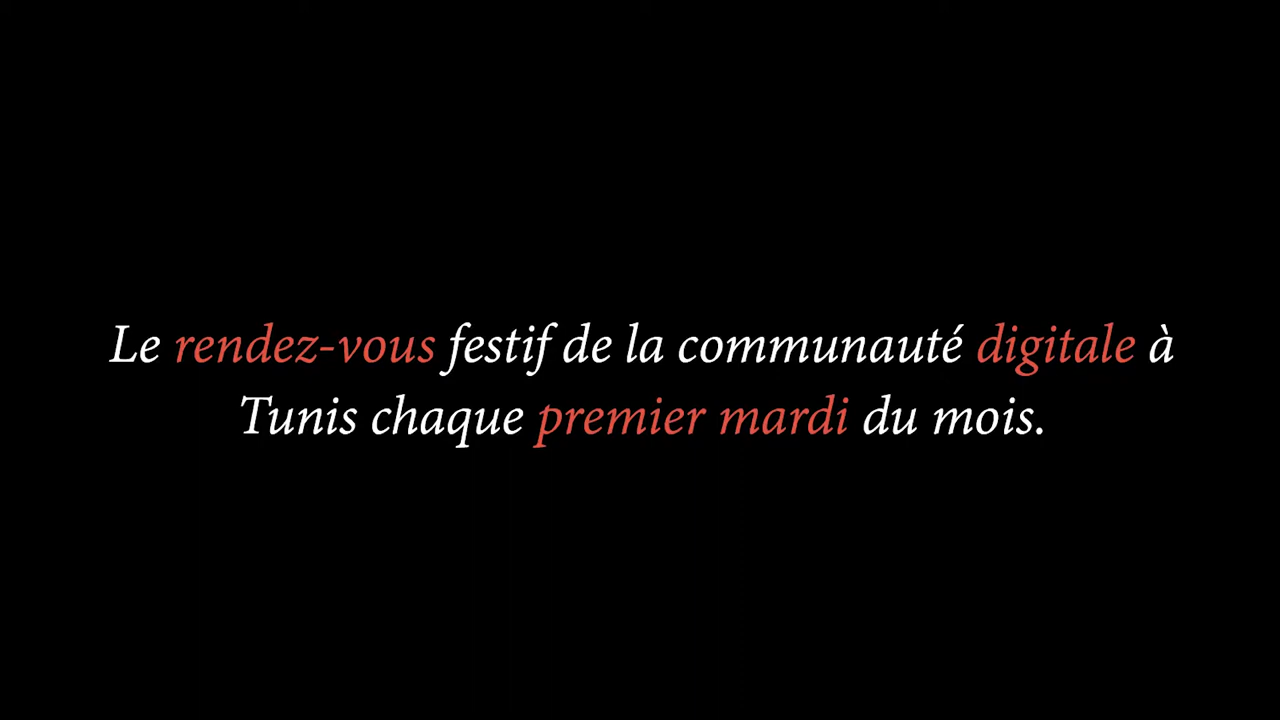 Le rendez-vous festif de la communauté digitale à
Tunis chaque premier mardi du mois.